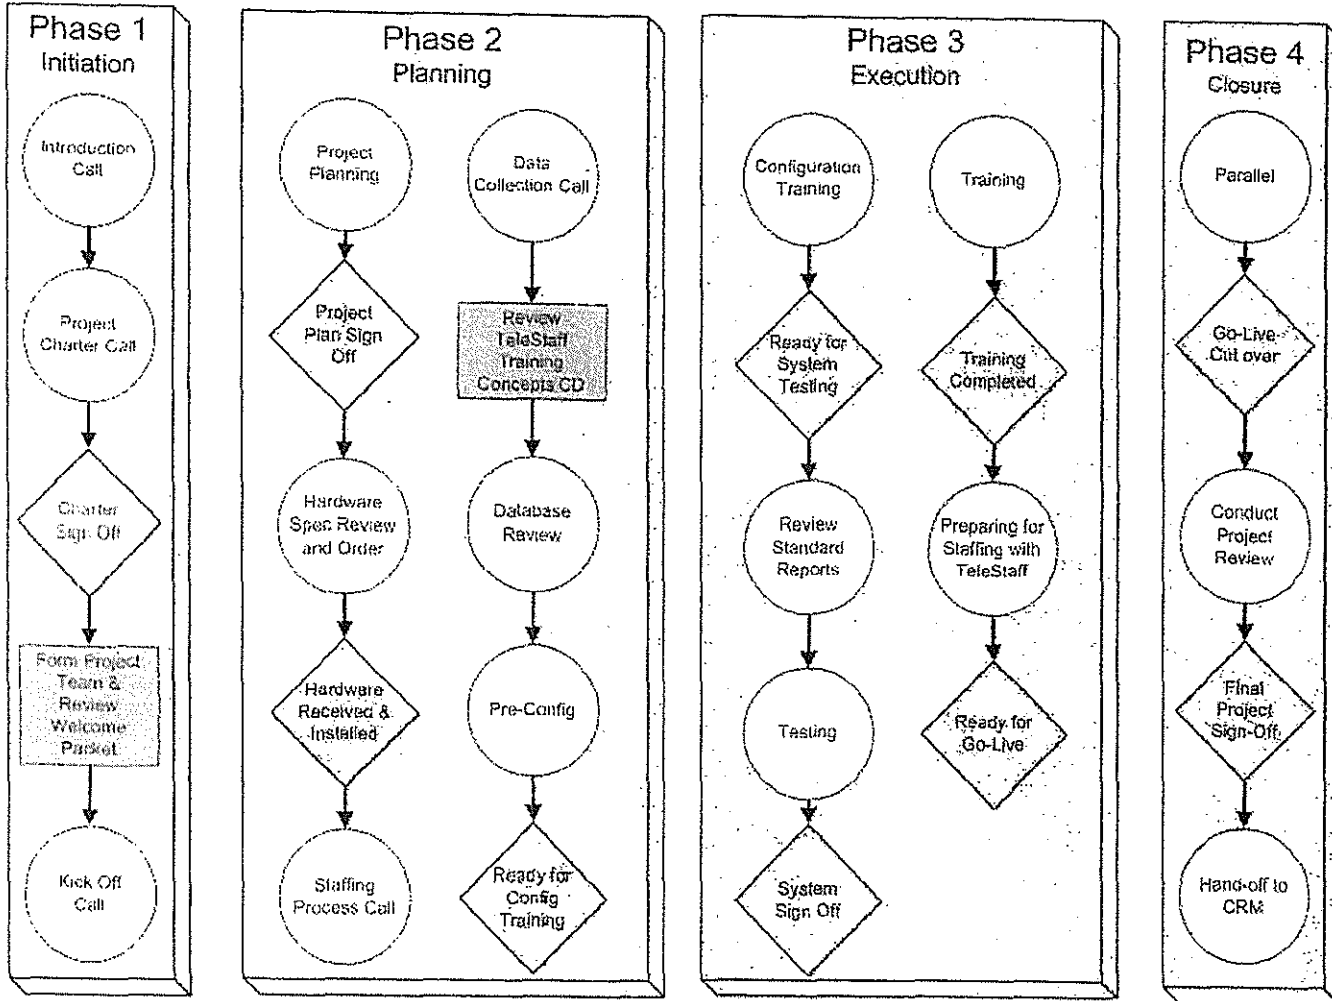 Phase 1
Initiation
Introduction
Call
Project
Charter Call
Charter
Sign Off
Form Project
Team &
Review
Welcome
Packet
Kick Off
Call
Phase 2
Planning
Project
Planning
Project
Plan Sign
Off
Hardware
Spec Review
and Order
Hardware
Received &
Installed
Staffing
Process Call
Data
Collection Call
Review
TeleStaff
Training
Concepts CD
Database
Review
Pre-Config
Ready for
Config
Training
Phase 3
Execution
Configuration
Training
Ready for
System
Testing
Review
Standard
Reports
Testing
System
Sign Off
Training
Training
Completed
Preparing for
Staffing with
TeleStaff
Ready for
Go-Live
Phase 4
Closure
Parallel
Go-Live-
Cut over
Conduct
Project
Review
Final
Project
Sign-Off
Hand-off to
CRM